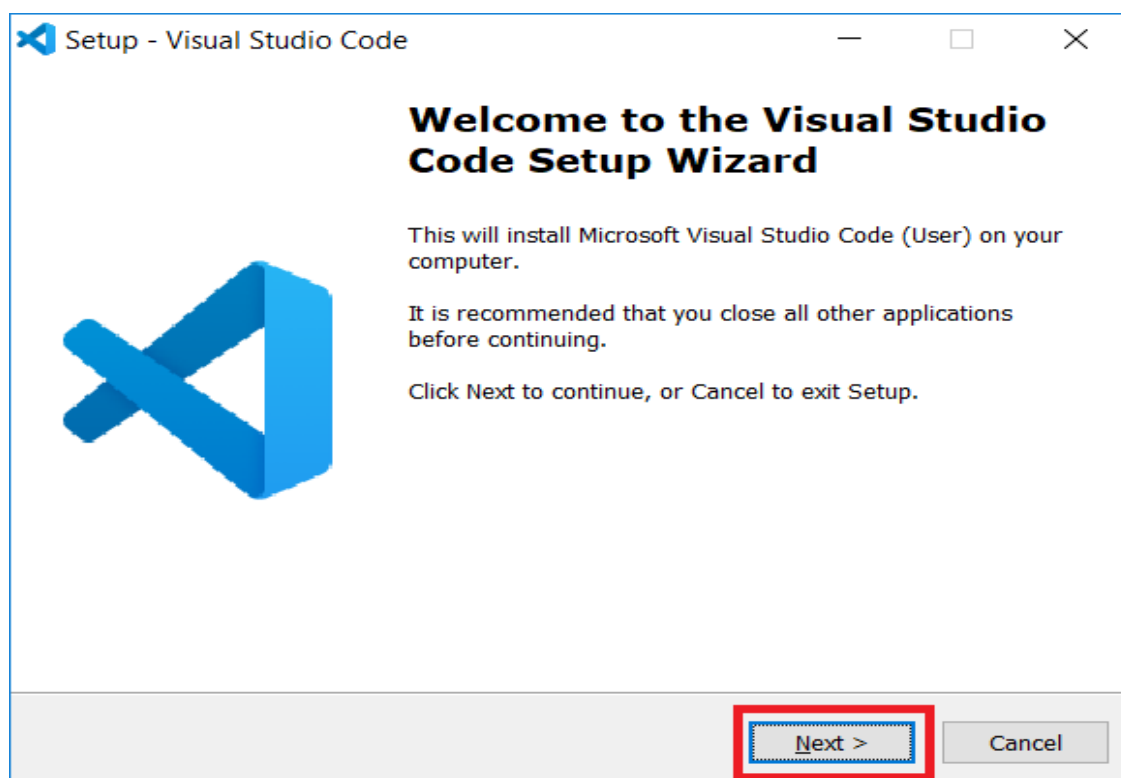 Setup - Visual Studio Code
Welcome to the Visual Studio
Code Setup Wizard
This will install Microsoft Visual Studio Code (User) on your
computer.
It is recommended that you close all other applications
before continuing.
Click Next to continue, or Cancel to exit Setup.
Next >
Cancel